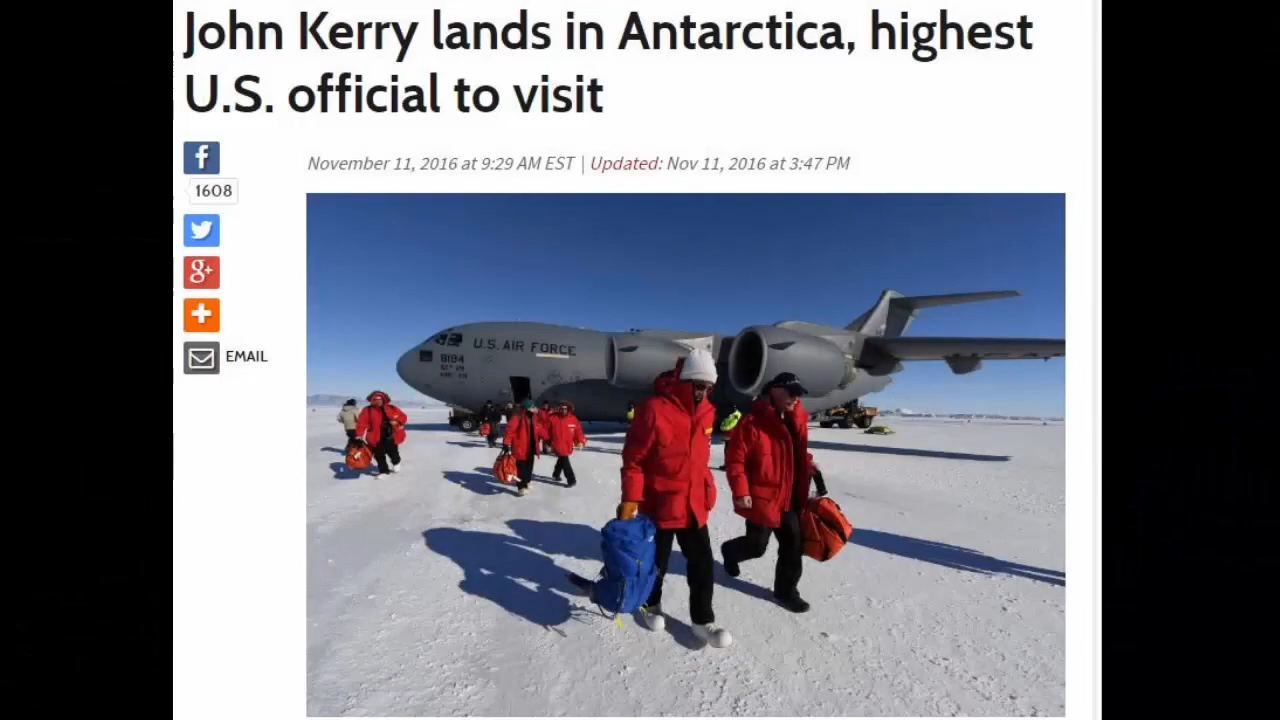 John Kerry lands in Antarctica, highest
U.S. official to visit
November 11, 2016 at 9:29 AM EST | Updated: Nov 11, 2016 at 3:47 PM
f
1608
g+
EMAIL
U.S. AIR FORCE